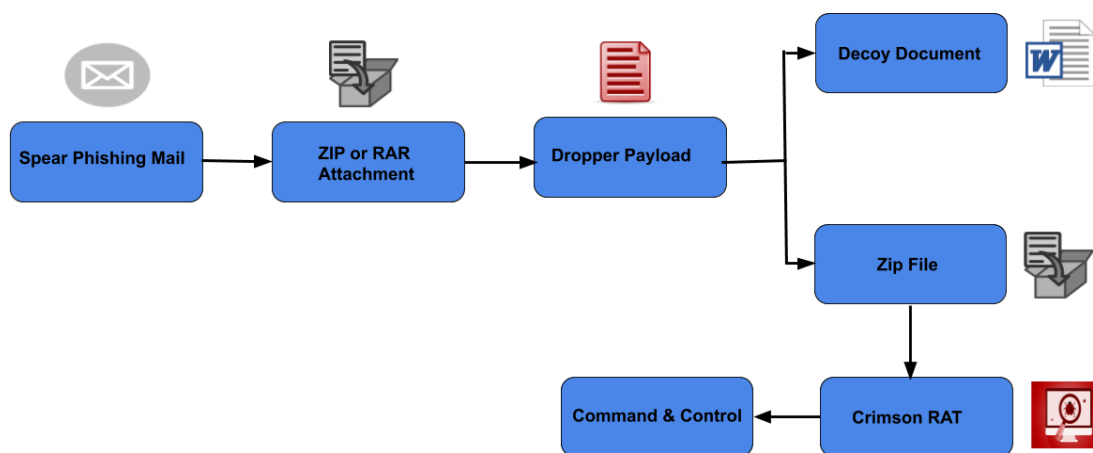 Decoy Document
W
Spear Phishing Mail
ZIP or RAR
Attachment
Dropper Payload
Zip File
Command & Control
Crimson RAT